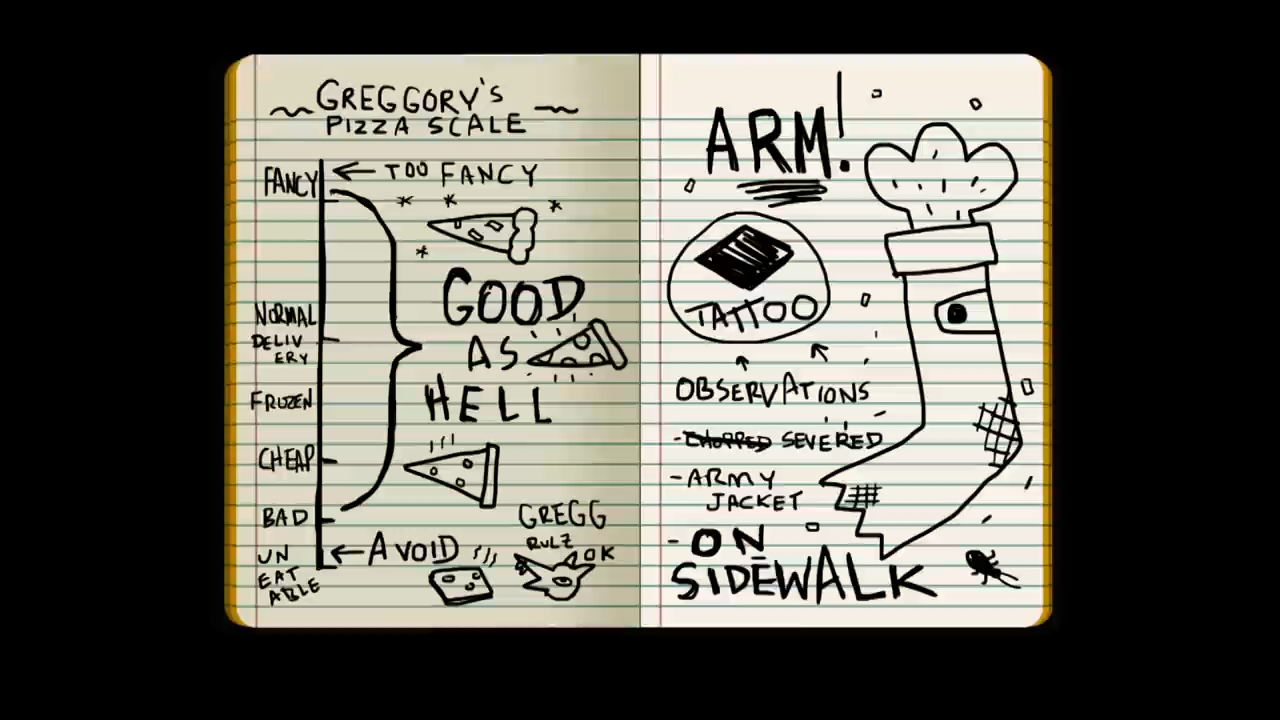 GREGGORY'S
PIZZA SCALE
FANCY
← TOO FANCY
GOOD
AS
HELL
NORMAL
DELIV
ERY
FROZEN
CHEAP
BAD
UN
EAT
ABLE
← AVOID
GREGG
RULZ
OK
ARM!
TATTOO
OBSERVATIONS
- CHOPPED SEVERED
- ARMY
JACKET
- ON
SIDEWALK